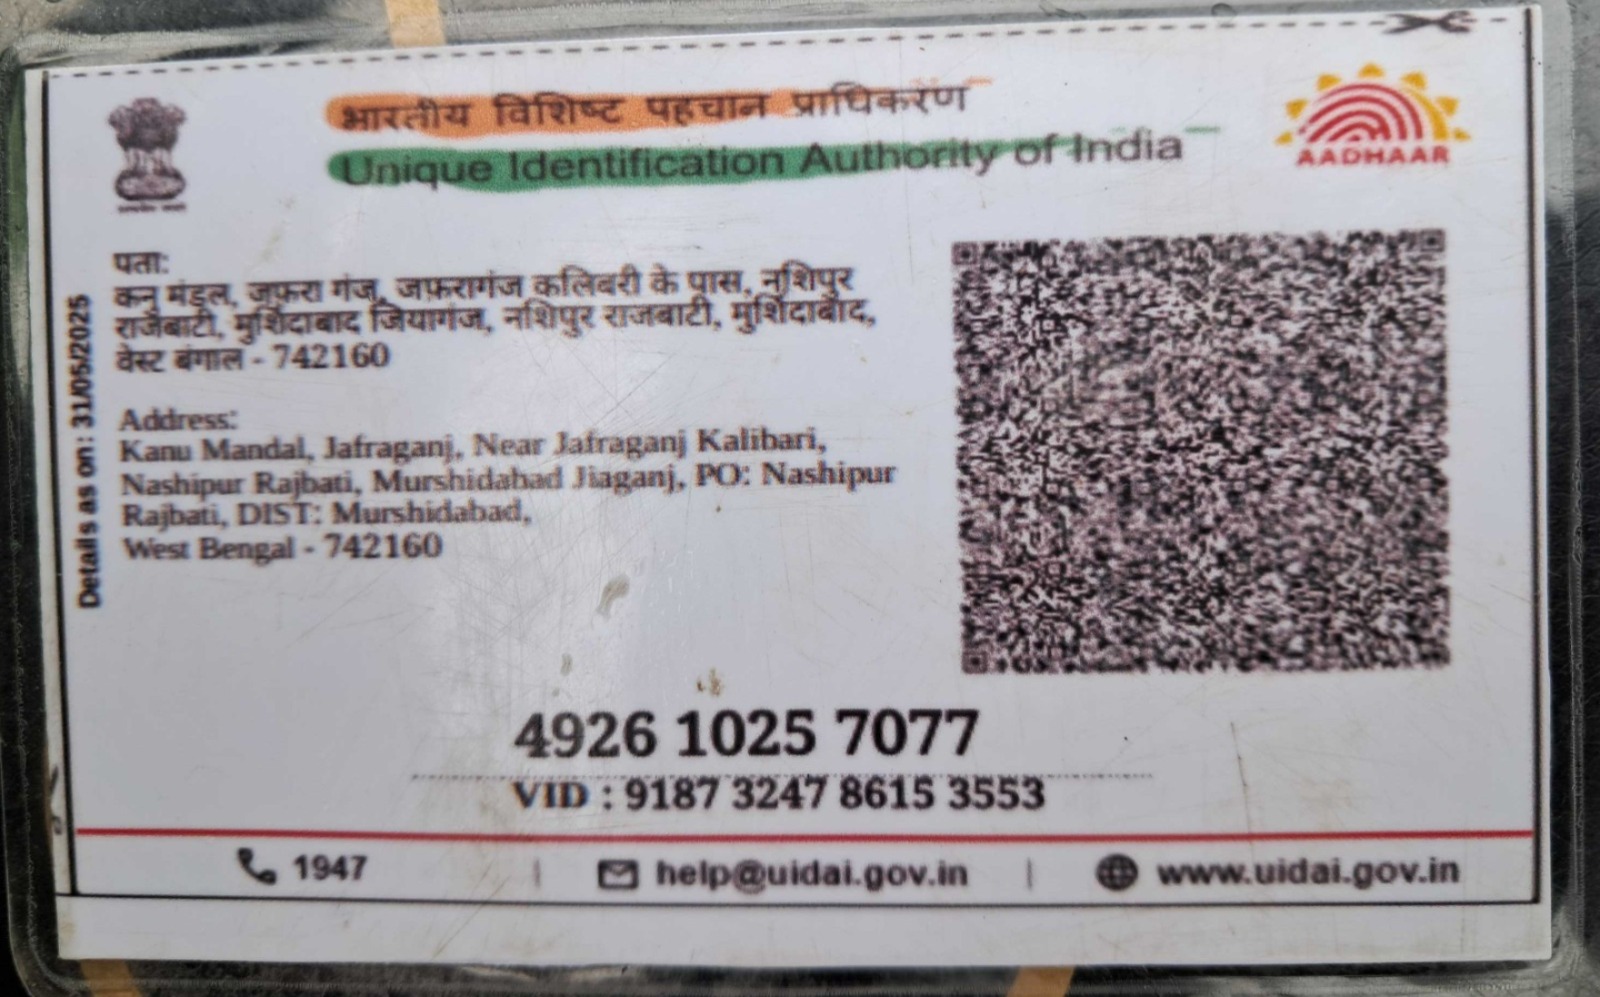 भारतीय विशिष्ट पहचान प्राधिकरण
Unique Identification Authority of India
AADHAAR
Details as on : 31/05/2025
पता:
कनु मंडल, जफ़रा गंज, जफ़रागंज कलिबरी के पास, नशिपुर
राजबाटी, मुर्शिदाबाद जियागंज, नशिपुर राजबाटी, मुर्शिदाबाद,
वेस्ट बंगाल - 742160
Address:
Kanu Mandal, Jafraganj, Near Jafraganj Kalibari,
Nashipur Rajbati, Murshidabad Jiaganj, PO: Nashipur
Rajbati, DIST: Murshidabad,
West Bengal - 742160
4926 1025 7077
VID : 9187 3247 8615 3553
1947 | help@uidai.gov.in | www.uidai.gov.in